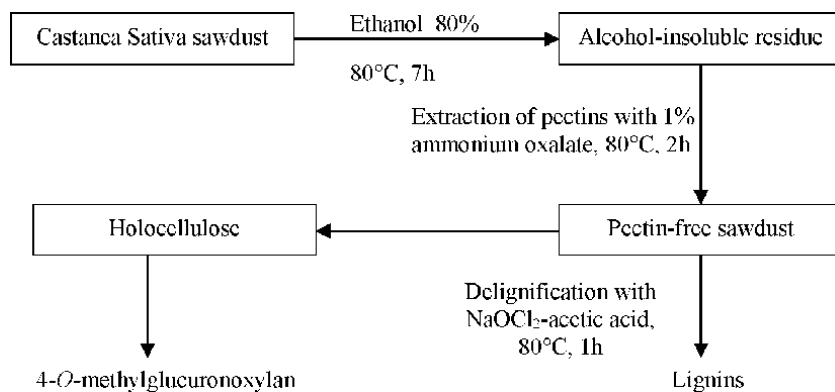 Castanea Sativa sawdust
Ethanol 80%
80°C, 7h
Alcohol-insoluble residue
Extraction of pectins with 1%
ammonium oxalate, 80°C, 2h
Holocellulose
Pectin-free sawdust
Delignification with
NaOCl₂-acetic acid,
80°C, 1h
4-O-methylglucuronoxylan
Lignins